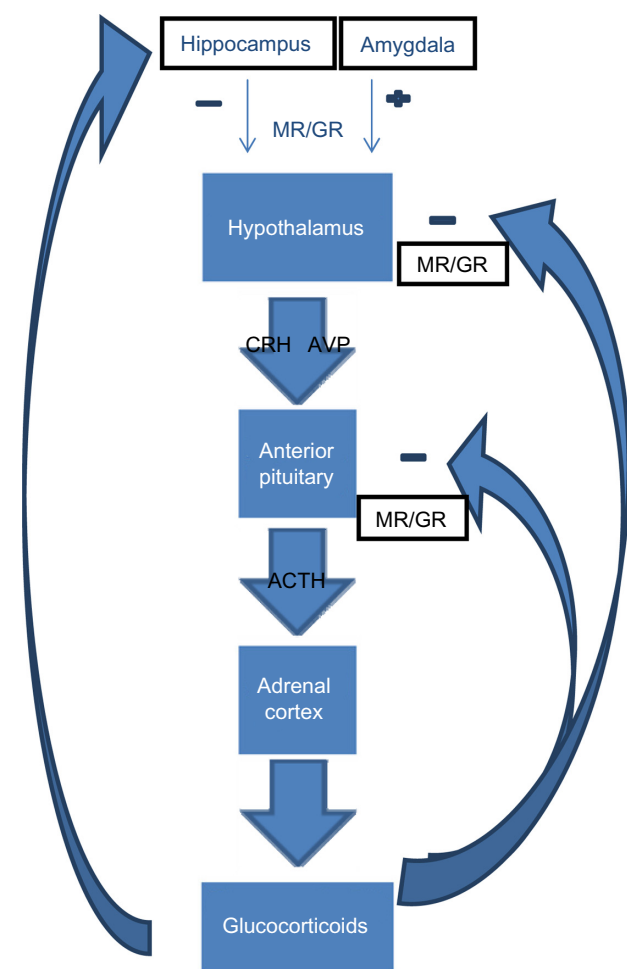 Hippocampus
Amygdala
MR/GR
Hypothalamus
MR/GR
CRH AVP
Anterior
pituitary
MR/GR
ACTH
Adrenal
cortex
Glucocorticoids